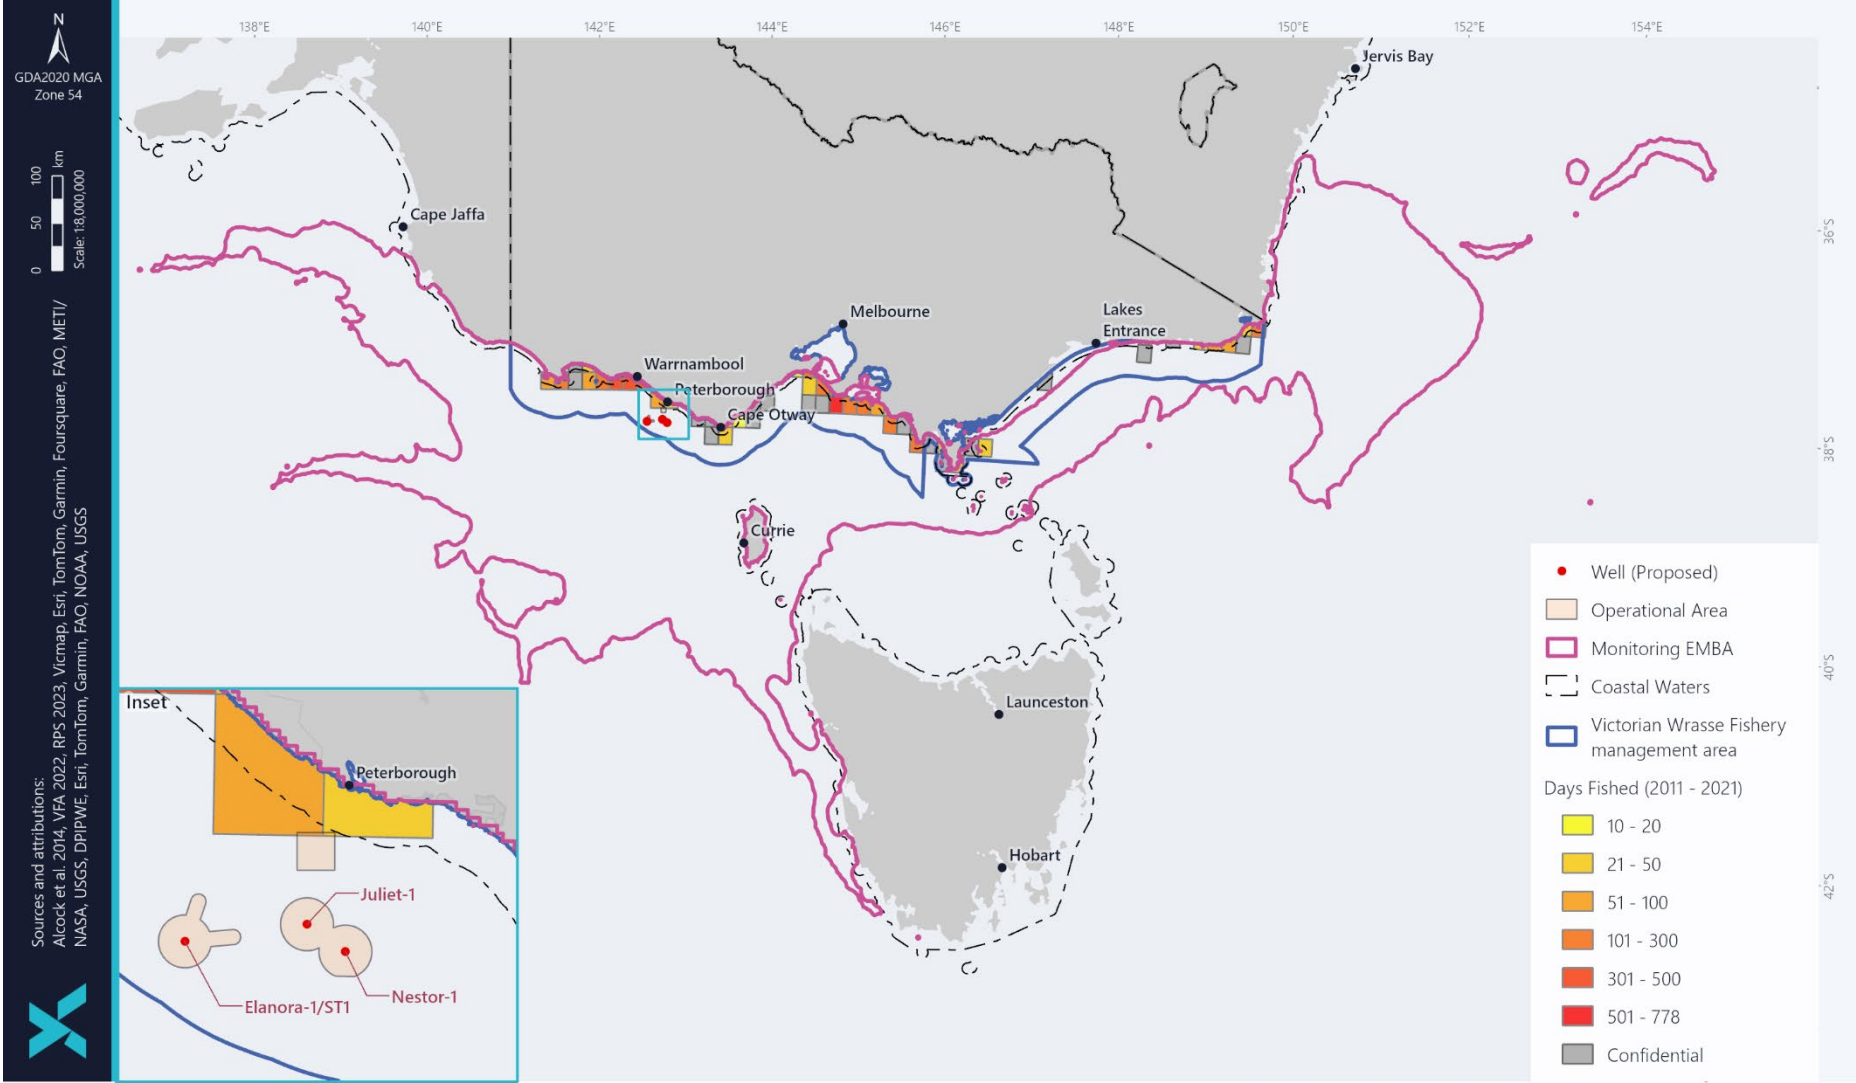 N
GDA2020 MGA
Zone 54
0 50 100 km
Scale: 1:8,000,000
Sources and attributions:
Alcock et al. 2014, VFA 2022, RPS 2023, Vicmap, Esri, TomTom, Garmin, Foursquare, FAO, METI/
NASA, USGS, DPIPWE, Esri, TomTom, Garmin, FAO, NOAA, USGS
138°E 140°E 142°E 144°E 146°E 148°E 150°E 152°E 154°E
Jervis Bay
Cape Jaffa
36°S
Melbourne
Lakes
Entrance
Warrnambool
Peterborough
Cape Otway
38°S
Currie
40°S
Launceston
Hobart
42°S
Inset
Peterborough
Juliet-1
Nestor-1
Elanora-1/ST1
Well (Proposed)
Operational Area
Monitoring EMBA
Coastal Waters
Victorian Wrasse Fishery
management area
Days Fished (2011 - 2021)
10 - 20
21 - 50
51 - 100
101 - 300
301 - 500
501 - 778
Confidential